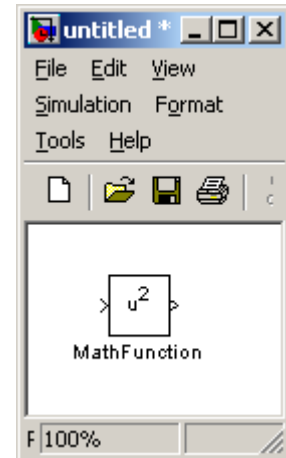 untitled *
File Edit View
Simulation Format
Tools Help
u²
MathFunction
F 100%